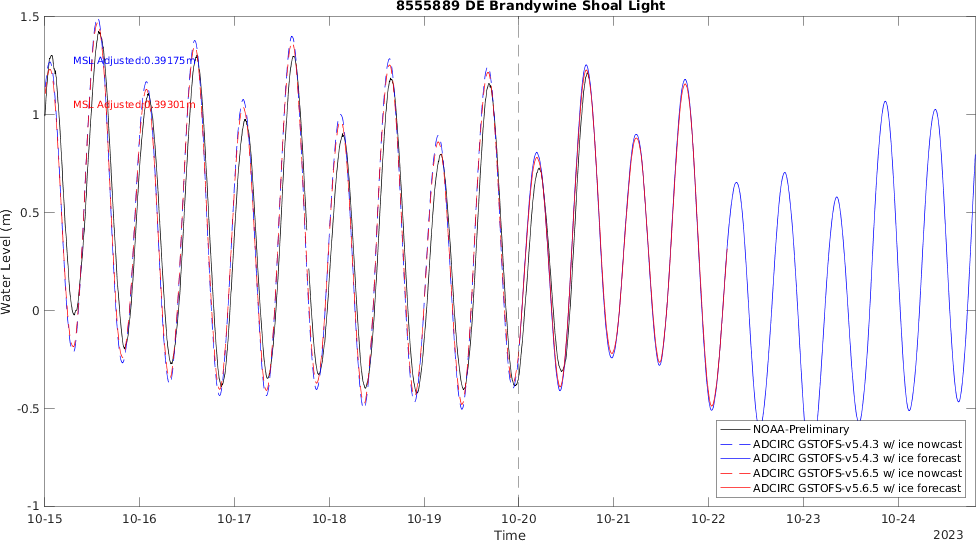 8555889 DE Brandywine Shoal Light
1.5
MSL Adjusted:0.39175m
MSL Adjusted:0.39301m
1
0.5
Water Level (m)
0
-0.5
NOAA-Preliminary
ADCIRC GSTOFS-v5.4.3 w/ ice nowcast
ADCIRC GSTOFS-v5.4.3 w/ ice forecast
ADCIRC GSTOFS-v5.6.5 w/ ice nowcast
ADCIRC GSTOFS-v5.6.5 w/ ice forecast
-1
10-15 10-16 10-17 10-18 10-19 10-20 10-21 10-22 10-23 10-24
Time
2023